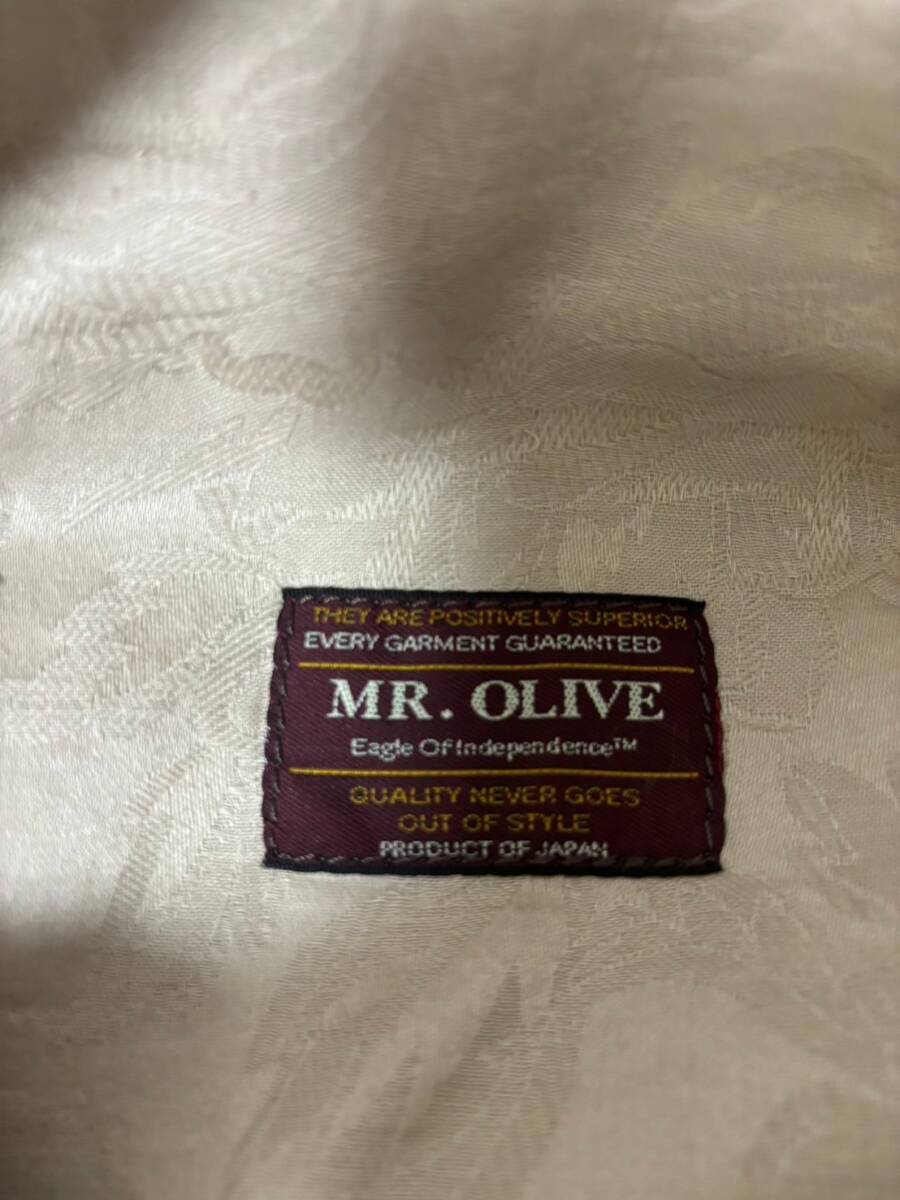 THEY ARE POSITIVELY SUPERIOR
EVERY GARMENT GUARANTEED
MR. OLIVE
Eagle Of Independence™
QUALITY NEVER GOES
OUT OF STYLE
PRODUCT OF JAPAN